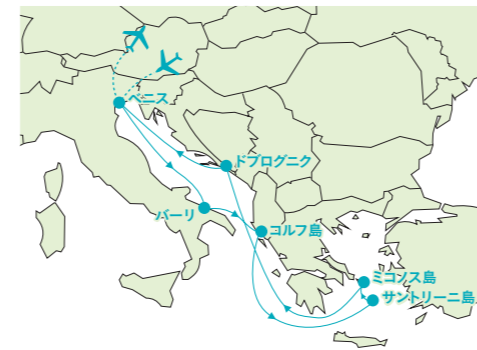 ベニス
ドブログニク
バーリ
コルフ島
ミコノス島
サントリーニ島